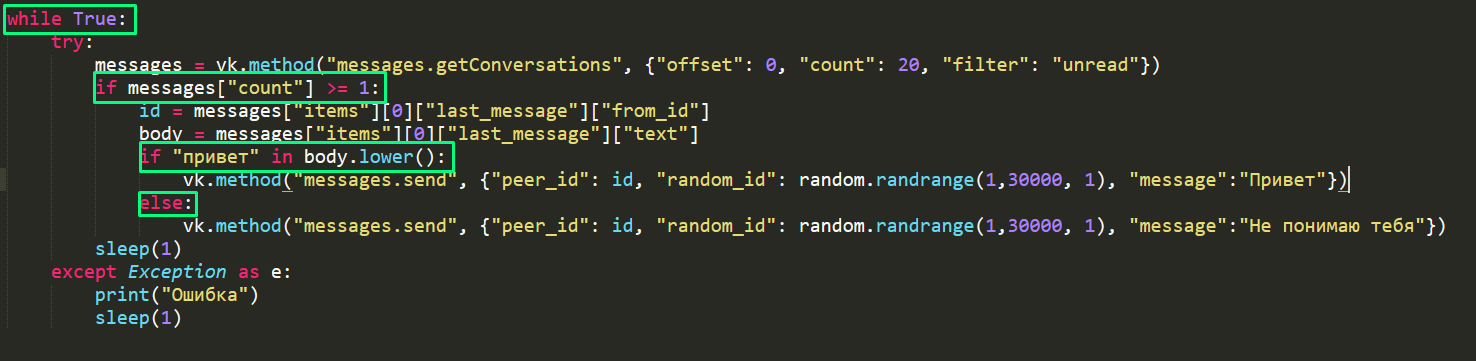 while True:
    try:
        messages = vk.method("messages.getConversations", {"offset": 0, "count": 20, "filter": "unread"})
        if messages["count"] >= 1:
            id = messages["items"][0]["last_message"]["from_id"]
            body = messages["items"][0]["last_message"]["text"]
            if "привет" in body.lower():
                vk.method("messages.send", {"peer_id": id, "random_id": random.randrange(1,30000, 1), "message":"Привет"})
            else:
                vk.method("messages.send", {"peer_id": id, "random_id": random.randrange(1,30000, 1), "message":"Не понимаю тебя"})
        sleep(1)
    except Exception as e:
        print("Ошибка")
        sleep(1)